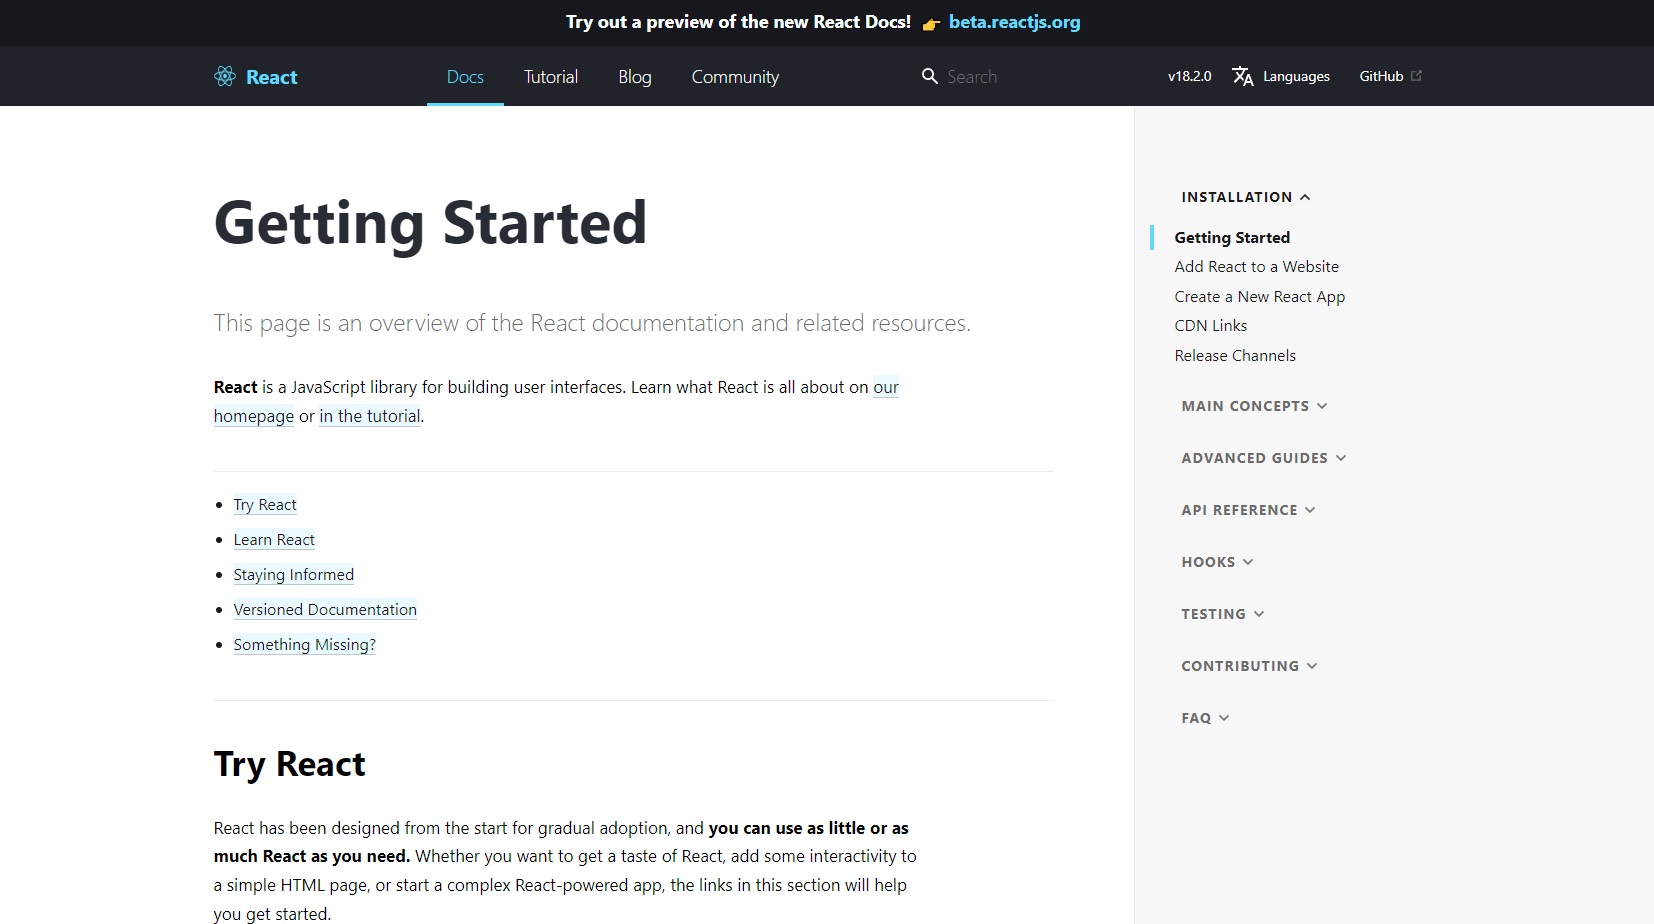 Try out a preview of the new React Docs! 👉 beta.reactjs.org
React Docs Tutorial Blog Community Search v18.2.0 Languages GitHub
Getting Started
This page is an overview of the React documentation and related resources.
React is a JavaScript library for building user interfaces. Learn what React is all about on our
homepage or in the tutorial.
Try React
Learn React
Staying Informed
Versioned Documentation
Something Missing?
Try React
React has been designed from the start for gradual adoption, and you can use as little or as
much React as you need. Whether you want to get a taste of React, add some interactivity to
a simple HTML page, or start a complex React-powered app, the links in this section will help
you get started.
INSTALLATION
Getting Started
Add React to a Website
Create a New React App
CDN Links
Release Channels
MAIN CONCEPTS
ADVANCED GUIDES
API REFERENCE
HOOKS
TESTING
CONTRIBUTING
FAQ